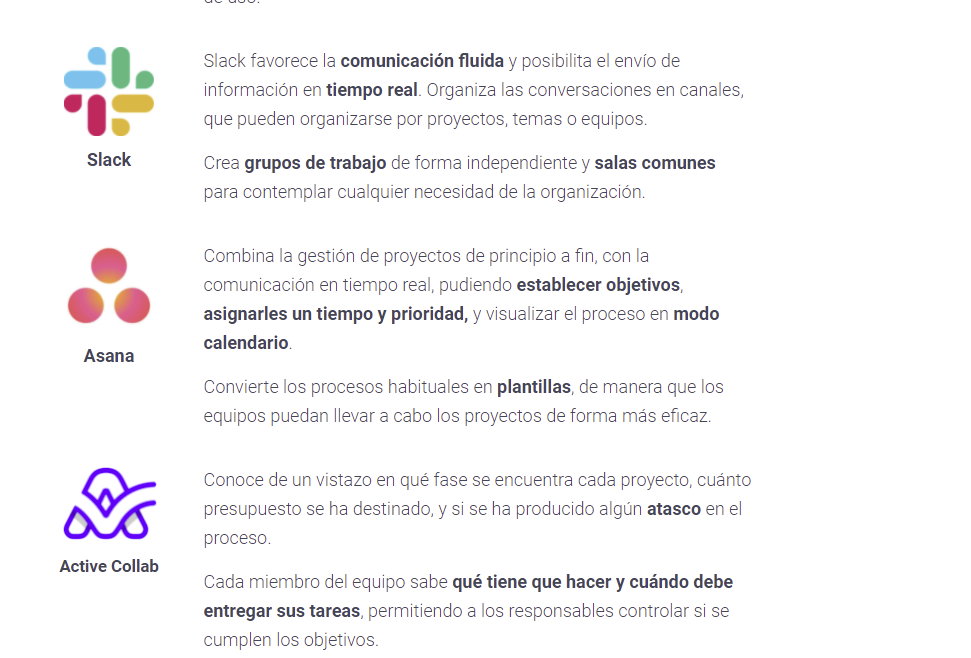 de uso.
Slack favorece la comunicación fluida y posibilita el envío de
información en tiempo real. Organiza las conversaciones en canales,
que pueden organizarse por proyectos, temas o equipos.
Slack
Crea grupos de trabajo de forma independiente y salas comunes
para contemplar cualquier necesidad de la organización.
Combina la gestión de proyectos de principio a fin, con la
comunicación en tiempo real, pudiendo establecer objetivos,
asignarles un tiempo y prioridad, y visualizar el proceso en modo
calendario.
Asana
Convierte los procesos habituales en plantillas, de manera que los
equipos puedan llevar a cabo los proyectos de forma más eficaz.
Conoce de un vistazo en qué fase se encuentra cada proyecto, cuánto
presupuesto se ha destinado, y si se ha producido algún atasco en el
proceso.
Active Collab
Cada miembro del equipo sabe qué tiene que hacer y cuándo debe
entregar sus tareas, permitiendo a los responsables controlar si se
cumplen los objetivos.